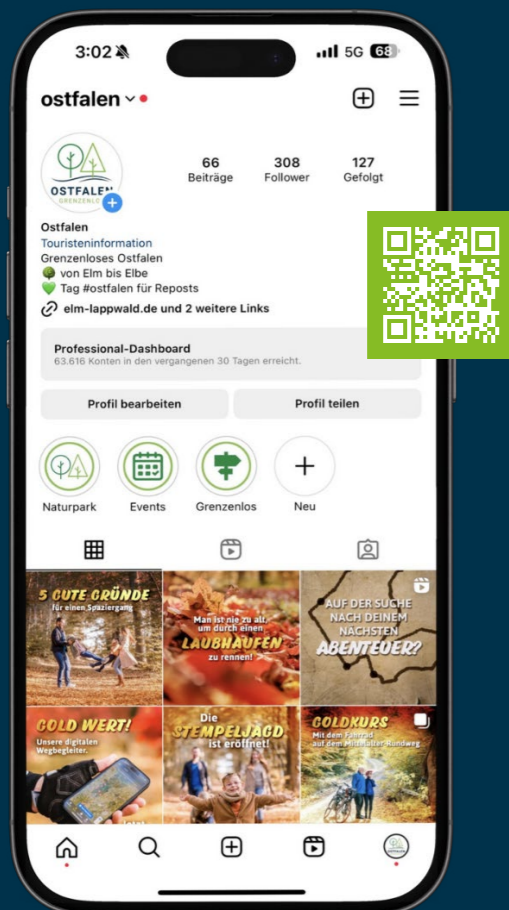 3:02
5G 68
ostfalen
OSTFALEN
GRENZENLO
66
Beiträge
308
Follower
127
Gefolgt
Ostfalen
Touristeninformation
Grenzenloses Ostfalen
von Elm bis Elbe
Tag #ostfalen für Reposts
elm-lappwald.de und 2 weitere Links
Professional-Dashboard
63.616 Konten in den vergangenen 30 Tagen erreicht.
Profil bearbeiten
Profil teilen
Naturpark
Events
Grenzenlos
Neu
5 GUTE GRÜNDE
für einen Spaziergang
Man ist nie zu alt,
um durch einen
LAUBHAUFEN
zu rennen!
AUF DER SUCHE
NACH DEINEM
NÄCHSTEN
ABENTEUER?
GOLD WERT!
Unsere digitalen
Wegbegleiter.
Die
STEMPELJAGD
ist eröffnet!
GOLDKURS
Mit dem Fahrrad
auf dem Mittelalter-Rundweg